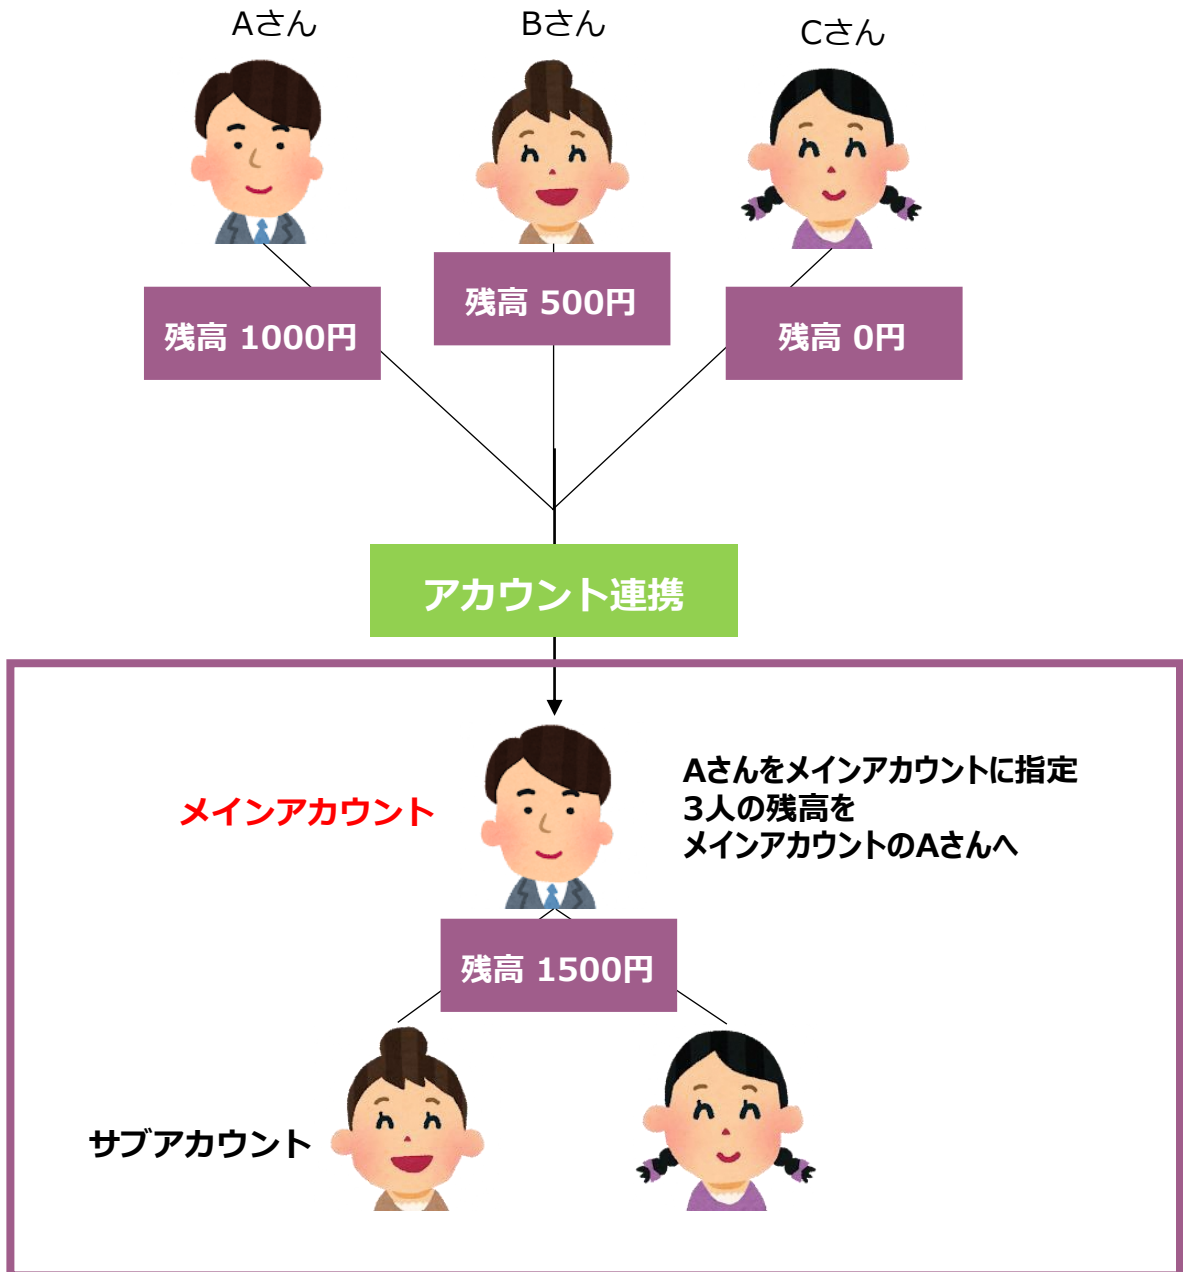 Aさん
Bさん
Cさん
残高 1000円
残高 500円
残高 0円
アカウント連携
メインアカウント
Aさんをメインアカウントに指定
3人の残高を
メインアカウントのAさんへ
残高 1500円
サブアカウント